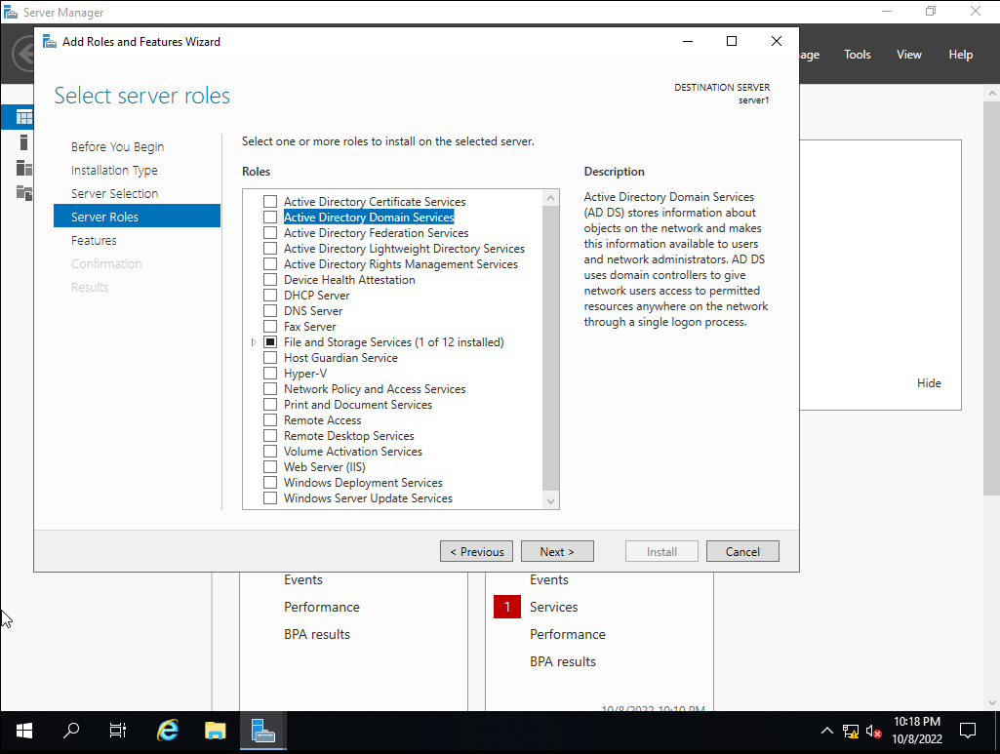 Server Manager
Add Roles and Features Wizard
age Tools View Help
Select server roles
DESTINATION SERVER
server1
Before You Begin
Installation Type
Server Selection
Server Roles
Features
Confirmation
Results
Select one or more roles to install on the selected server.
Roles
Active Directory Certificate Services
Active Directory Domain Services
Active Directory Federation Services
Active Directory Lightweight Directory Services
Active Directory Rights Management Services
Device Health Attestation
DHCP Server
DNS Server
Fax Server
File and Storage Services (1 of 12 installed)
Host Guardian Service
Hyper-V
Network Policy and Access Services
Print and Document Services
Remote Access
Remote Desktop Services
Volume Activation Services
Web Server (IIS)
Windows Deployment Services
Windows Server Update Services
Description
Active Directory Domain Services
(AD DS) stores information about
objects on the network and makes
this information available to users
and network administrators. AD DS
uses domain controllers to give
network users access to permitted
resources anywhere on the network
through a single logon process.
Hide
< Previous
Next >
Install
Cancel
Events
Performance
BPA results
Events
1 Services
Performance
BPA results
10/8/2022 10:10 PM
10:18 PM
10/8/2022